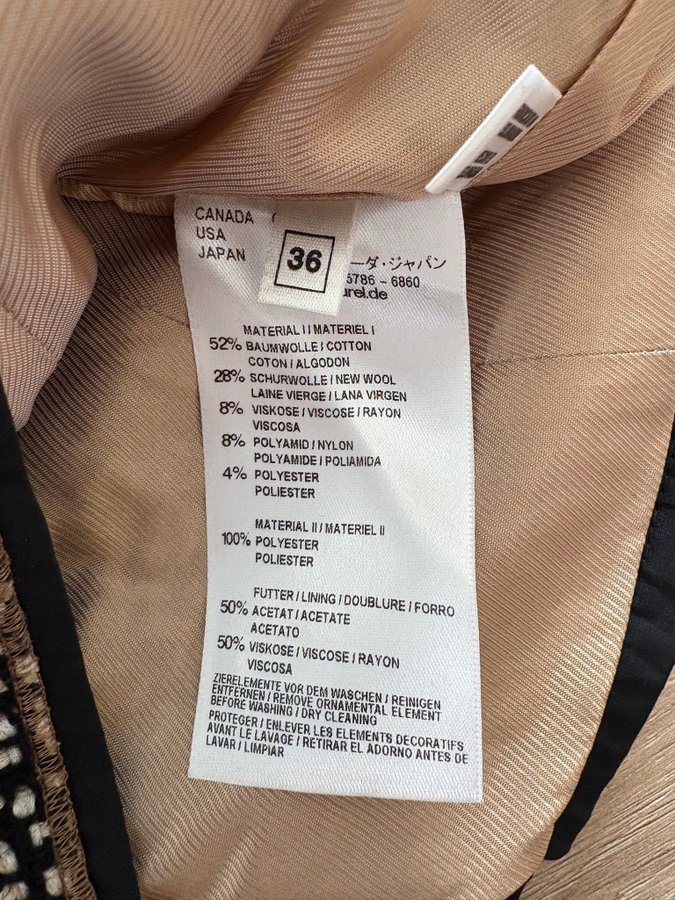 CANADA
USA
JAPAN
36
ーダ・ジャパン
5786 - 6860
arel.de
MATERIAL I / MATERIEL I
52% BAUMWOLLE / COTTON
COTON / ALGODON
28% SCHURWOLLE / NEW WOOL
LAINE VIERGE / LANA VIRGEN
8% VISKOSE / VISCOSE / RAYON
VISCOSA
8% POLYAMID / NYLON
POLYAMIDE / POLIAMIDA
4% POLYESTER
POLIESTER
MATERIAL II / MATERIEL II
100% POLYESTER
POLIESTER
FUTTER / LINING / DOUBLURE / FORRO
50% ACETAT / ACETATE
ACETATO
50% VISKOSE / VISCOSE / RAYON
VISCOSA
ZIERELEMENTE VOR DEM WASCHEN / REINIGEN
ENTFERNEN / REMOVE ORNAMENTAL ELEMENT
BEFORE WASHING / DRY CLEANING
PROTEGER / ENLEVER LES ELEMENTS DECORATIFS
AVANT LE LAVAGE / RETIRAR EL ADORNO ANTES DE
LAVAR / LIMPIAR